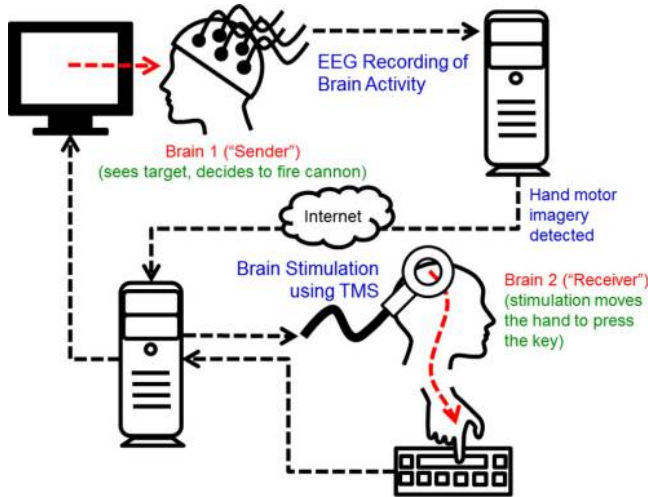 EEG Recording of
Brain Activity
Brain 1 (“Sender”)
(sees target, decides to fire cannon)
Internet
Hand motor
imagery
detected
Brain Stimulation
using TMS
Brain 2 (“Receiver”)
(stimulation moves
the hand to press
the key)